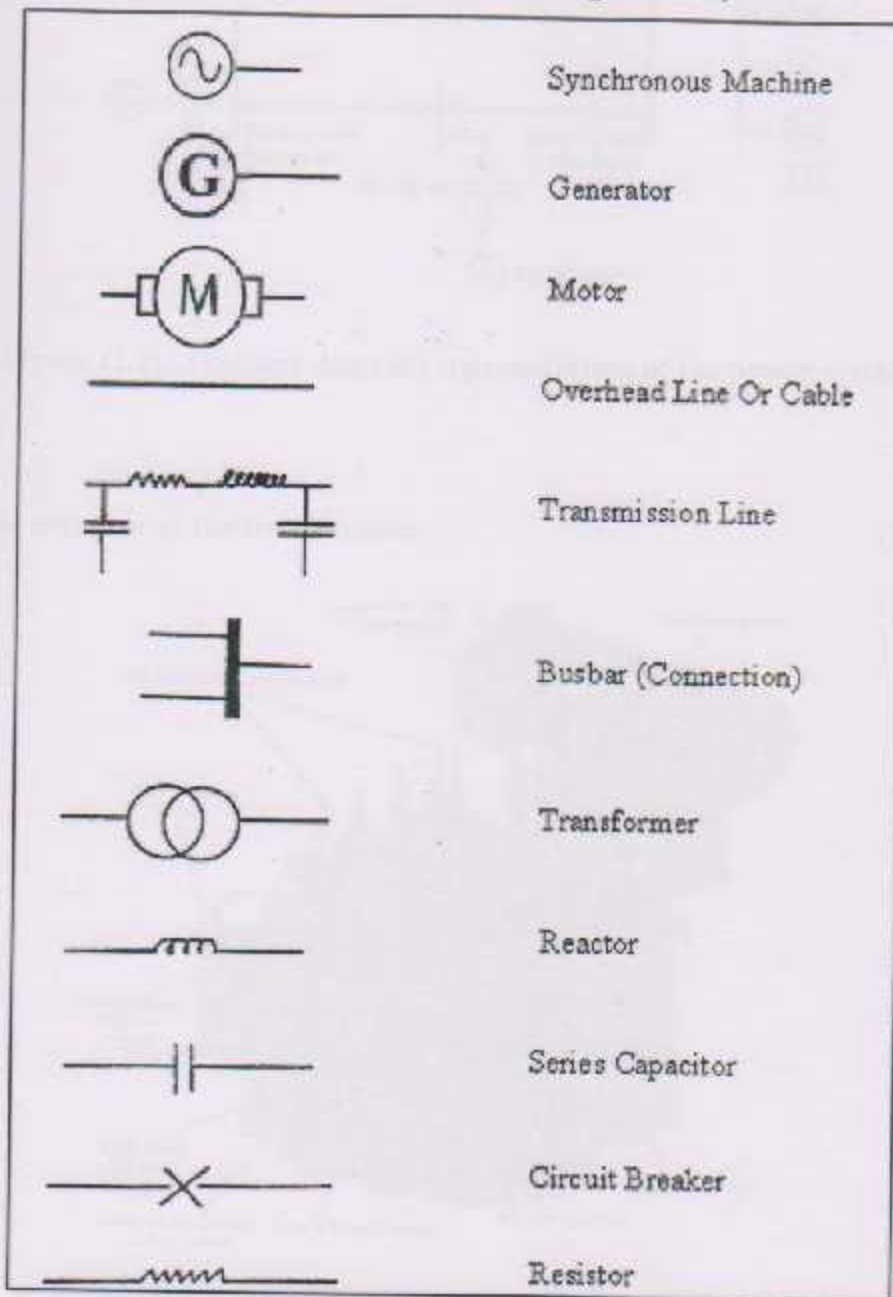 Synchronous Machine
G
Generator
M
Motor
Overhead Line Or Cable
Transmission Line
Busbar (Connection)
Transformer
Reactor
Series Capacitor
Circuit Breaker
Resistor